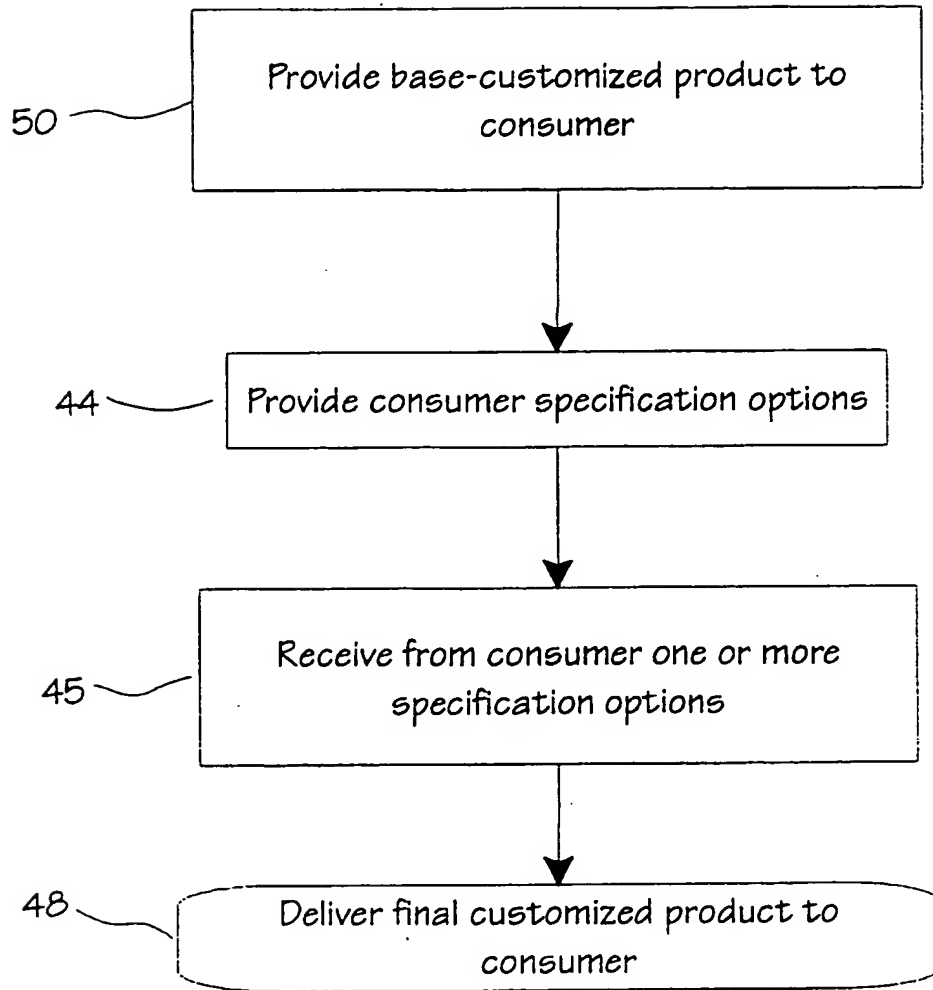 Provide base-customized product to
consumer
50
Provide consumer specification options
44
Receive from consumer one or more
specification options
45
Deliver final customized product to
consumer
48